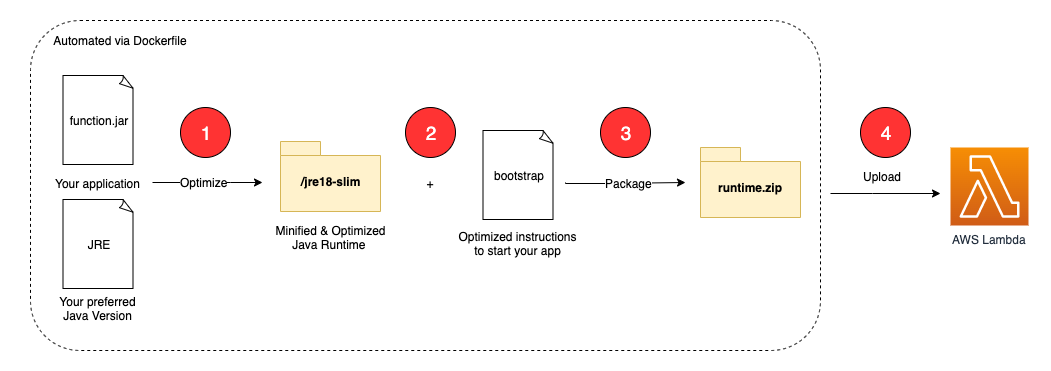 Automated via Dockerfile
function.jar
Your application
JRE
Your preferred
Java Version
1
Optimize
/jre18-slim
Minified & Optimized
Java Runtime
2
+
bootstrap
Optimized instructions
to start your app
3
Package
runtime.zip
4
Upload
AWS Lambda